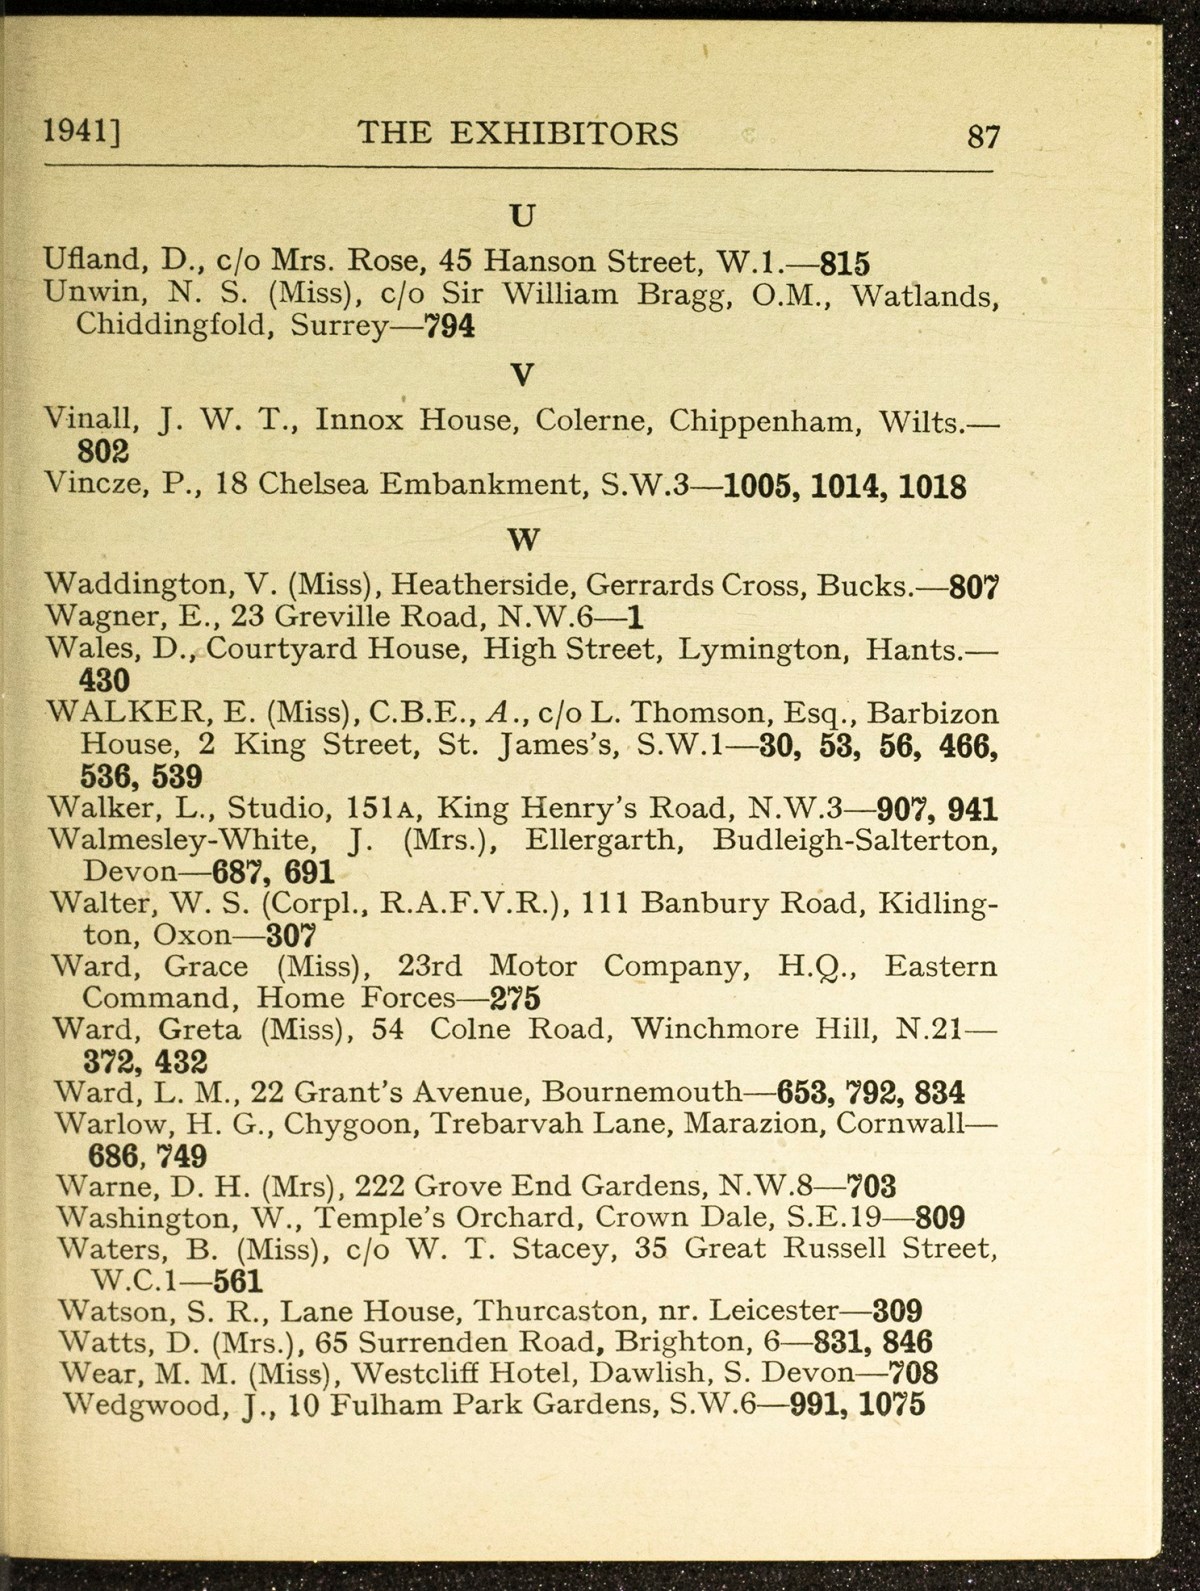 1941] THE EXHIBITORS 87
U
Ufland, D., c/o Mrs. Rose, 45 Hanson Street, W.1.—815
Unwin, N. S. (Miss), c/o Sir William Bragg, O.M., Watlands,
Chiddingfold, Surrey—794
V
Vinall, J. W. T., Innox House, Colerne, Chippenham, Wilts.—
802
Vincze, P., 18 Chelsea Embankment, S.W.3—1005, 1014, 1018
W
Waddington, V. (Miss), Heatherside, Gerrards Cross, Bucks.—807
Wagner, E., 23 Greville Road, N.W.6—1
Wales, D., Courtyard House, High Street, Lymington, Hants.—
430
WALKER, E. (Miss), C.B.E., A., c/o L. Thomson, Esq., Barbizon
House, 2 King Street, St. James's, S.W.1—30, 53, 56, 466,
536, 539
Walker, L., Studio, 151A, King Henry's Road, N.W.3—907, 941
Walmesley-White, J. (Mrs.), Ellergarth, Budleigh-Salterton,
Devon—687, 691
Walter, W. S. (Corpl., R.A.F.V.R.), 111 Banbury Road, Kidling-
ton, Oxon—307
Ward, Grace (Miss), 23rd Motor Company, H.Q., Eastern
Command, Home Forces—275
Ward, Greta (Miss), 54 Colne Road, Winchmore Hill, N.21—
372, 432
Ward, L. M., 22 Grant's Avenue, Bournemouth—653, 792, 834
Warlow, H. G., Chygoon, Trebarvah Lane, Marazion, Cornwall—
686, 749
Warne, D. H. (Mrs), 222 Grove End Gardens, N.W.8—703
Washington, W., Temple's Orchard, Crown Dale, S.E.19—809
Waters, B. (Miss), c/o W. T. Stacey, 35 Great Russell Street,
W.C.1—561
Watson, S. R., Lane House, Thurcaston, nr. Leicester—309
Watts, D. (Mrs.), 65 Surrenden Road, Brighton, 6—831, 846
Wear, M. M. (Miss), Westcliff Hotel, Dawlish, S. Devon—708
Wedgwood, J., 10 Fulham Park Gardens, S.W.6—991, 1075